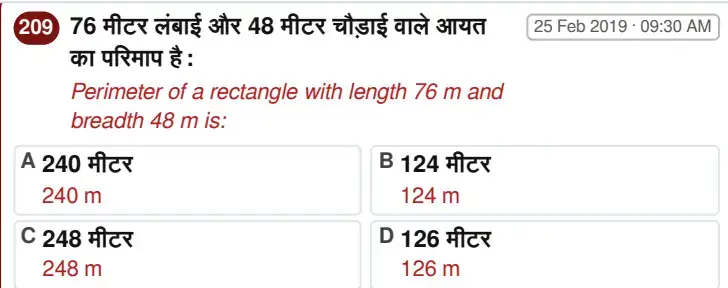 209 76 मीटर लंबाई और 48 मीटर चौड़ाई वाले आयत
25 Feb 2019 · 09:30 AM
का परिमाप है :
Perimeter of a rectangle with length 76 m and
breadth 48 m is:
A 240 मीटर
240 m
B 124 मीटर
124 m
C 248 मीटर
248 m
D 126 मीटर
126 m